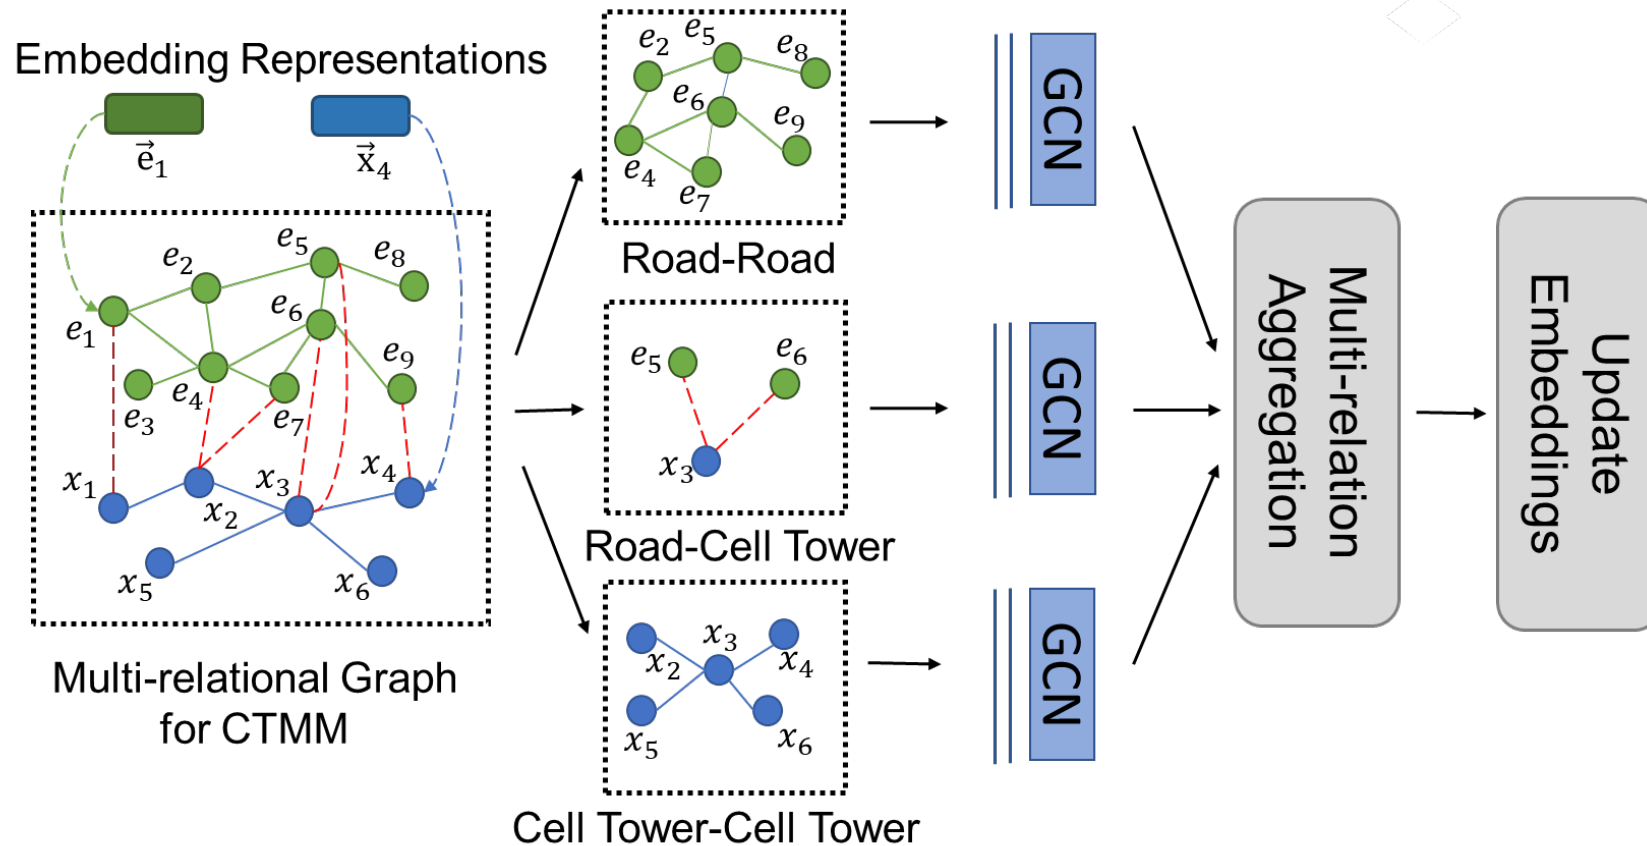 Embedding Representations
e⃗₁
x⃗₄
e₁
e₂
e₃
e₄
e₅
e₆
e₇
e₈
e₉
x₁
x₂
x₃
x₄
x₅
x₆
Multi-relational Graph
for CTMM
e₂
e₅
e₈
e₆
e₉
e₄
e₇
Road-Road
e₅
e₆
x₃
Road-Cell Tower
x₂
x₃
x₄
x₅
x₆
Cell Tower-Cell Tower
GCN
GCN
GCN
Multi-relation
Aggregation
Update
Embeddings